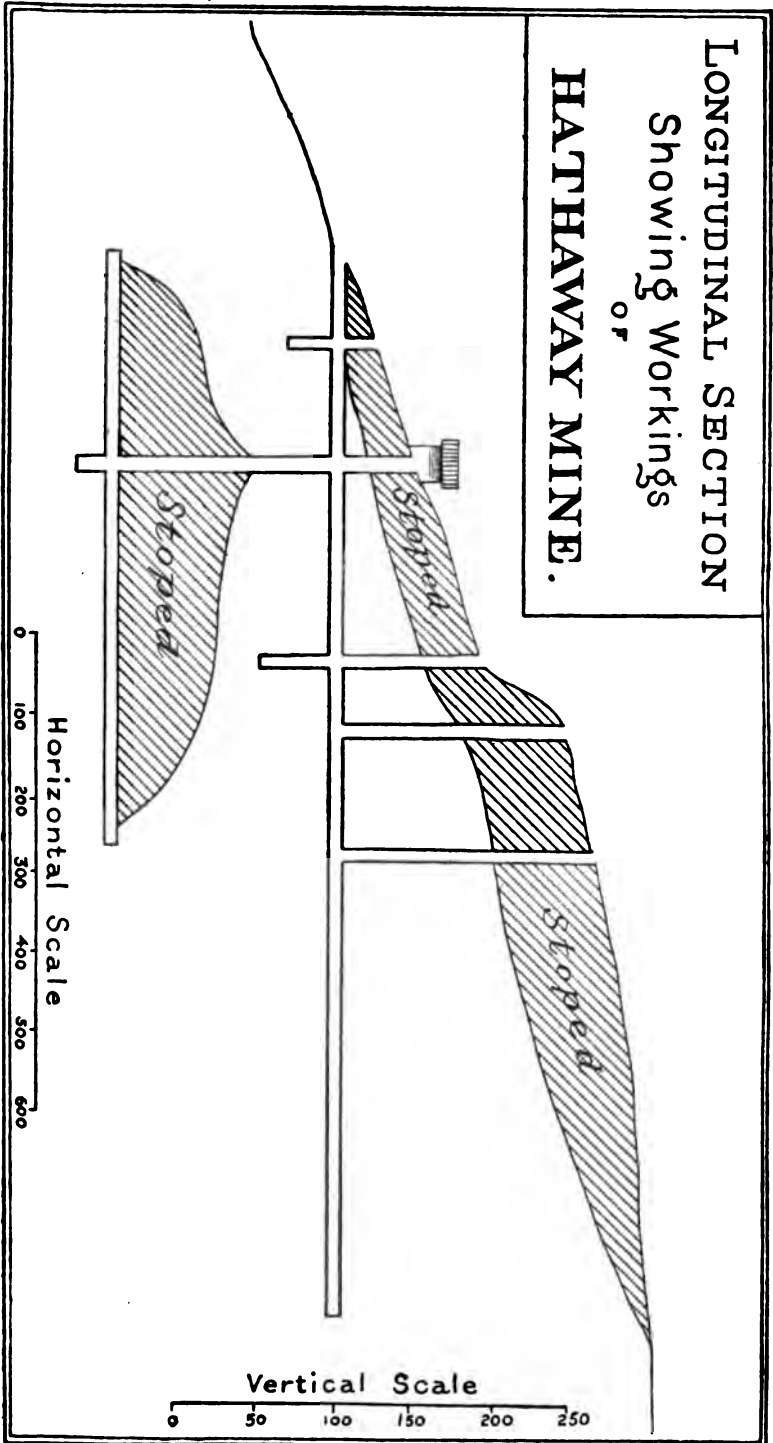 LONGITUDINAL SECTION
Showing Workings
OF
HATHAWAY MINE.
Stoped
Stoped
Stoped
0 100 200 300 400 500 600
Horizontal Scale
Vertical Scale
0 50 100 150 200 250